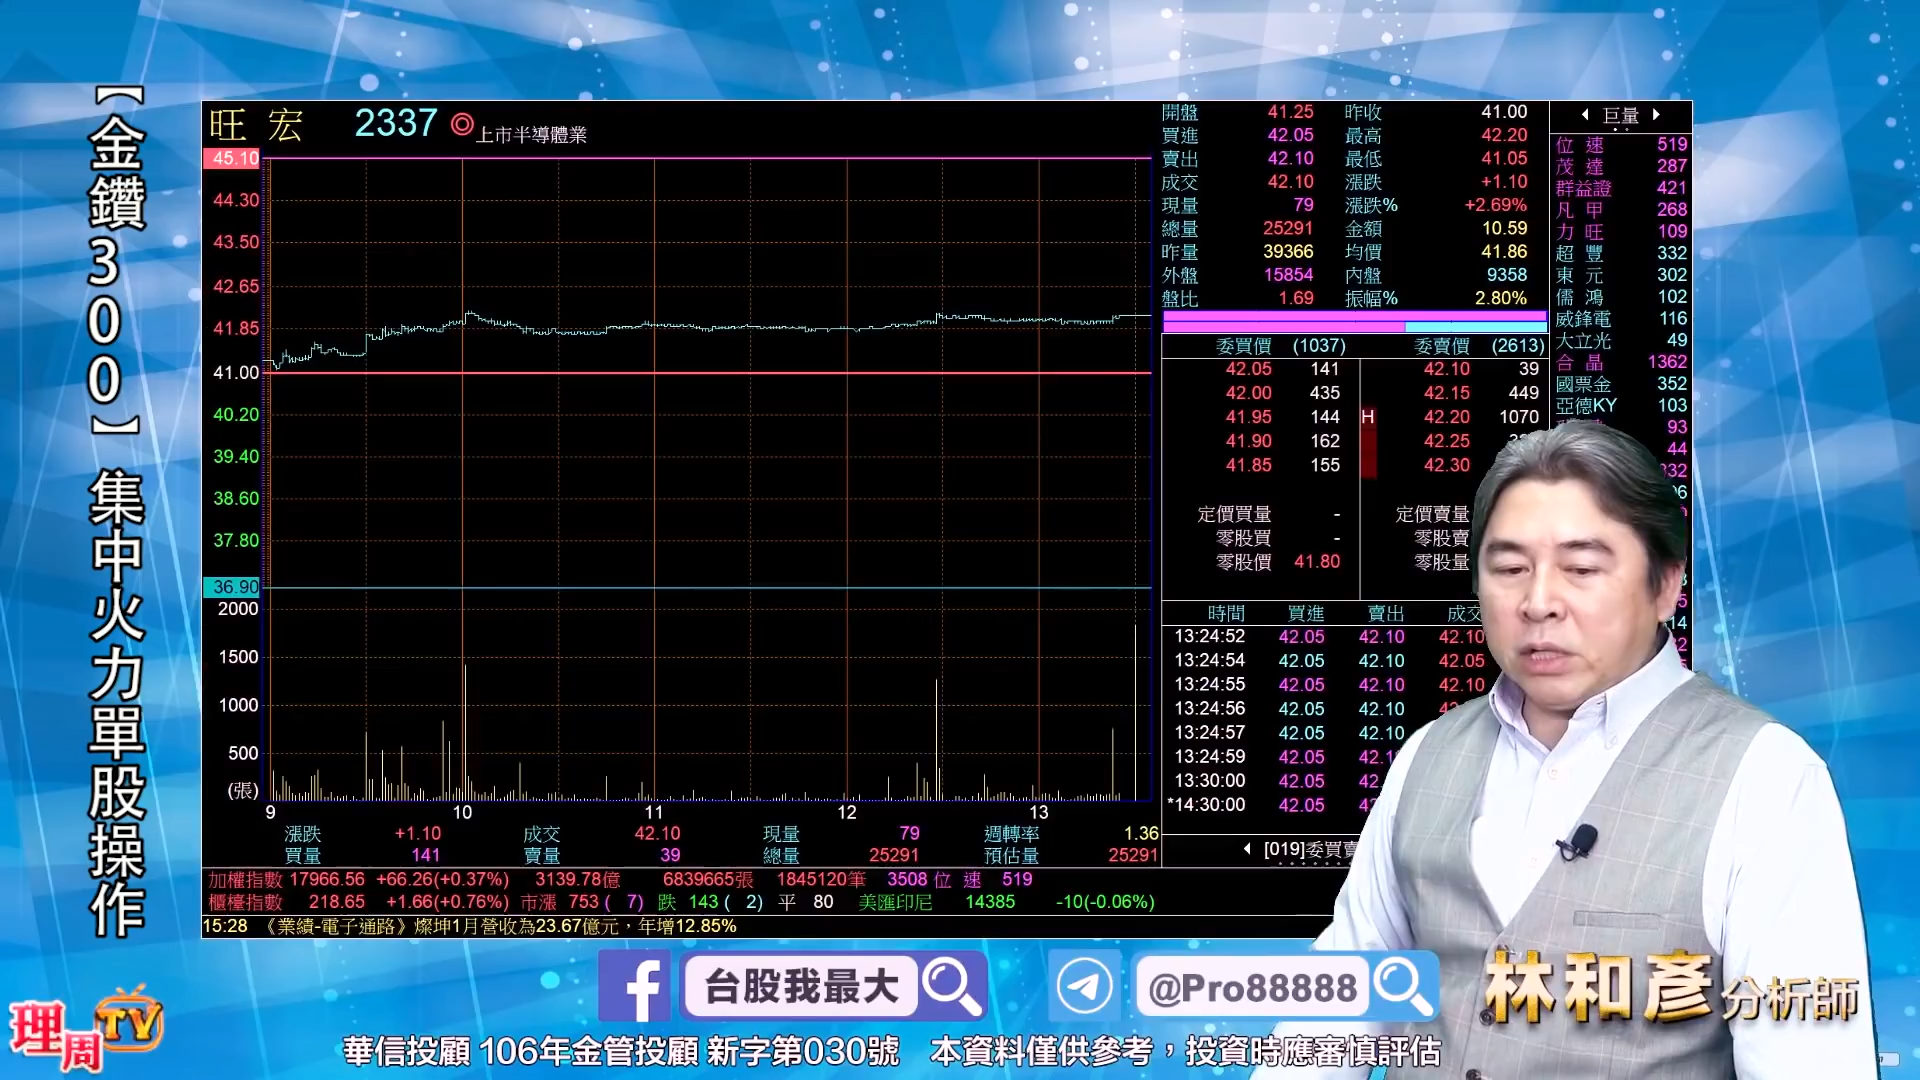 【金鑽300】集中火力單股操作
旺宏 2337 ◎上市半導體業
45.10
44.30
43.50
42.65
41.85
41.00
40.20
39.40
38.60
37.80
36.90
2000
1500
1000
500
(張)
9 10 11 12 13
漲跌 +1.10 成交 42.10 現量 79 週轉率 1.36
買量 141 賣量 39 總量 25291 預估量 25291
開盤 41.25 昨收 41.00
買進 42.05 最高 42.20
賣出 42.10 最低 41.05
成交 42.10 漲跌 +1.10
現量 79 漲跌% +2.69%
總量 25291 金額 10.59
昨量 39366 均價 41.86
外盤 15854 內盤 9358
盤比 1.69 振幅% 2.80%
委買價 (1037) 委賣價 (2613)
42.05 141 42.10 39
42.00 435 42.15 449
41.95 144 H 42.20 1070
41.90 162 42.25
41.85 155 42.30
定價買量 - 定價賣量
零股買 - 零股賣
零股價 41.80 零股量
時間 買進 賣出 成交
13:24:52 42.05 42.10 42.10
13:24:54 42.05 42.10 42.05
13:24:55 42.05 42.10 42.10
13:24:56 42.05 42.10
13:24:57 42.05 42.10
13:24:59 42.05 42.1
13:30:00 42.05 42.
*14:30:00 42.05
[019]委買賣
巨量
位速 519
茂達 287
群益證 421
凡甲 268
力旺 109
超豐 332
東元 302
儒鴻 102
威鋒電 116
大立光 49
合晶 1362
國票金 352
亞德KY 103
93
44
加權指數 17966.56 +66.26(+0.37%) 3139.78億 6839665張 1845120筆 3508 位速 519
櫃檯指數 218.65 +1.66(+0.76%) 市漲 753( 7) 跌 143( 2) 平 80 美匯印尼 14385 -10(-0.06%)
15:28 《業績-電子通路》燦坤1月營收為23.67億元，年增12.85%
台股我最大
@Pro88888
林和彥分析師
理周TV
華信投顧 106年金管投顧 新字第030號 本資料僅供參考，投資時應審慎評估